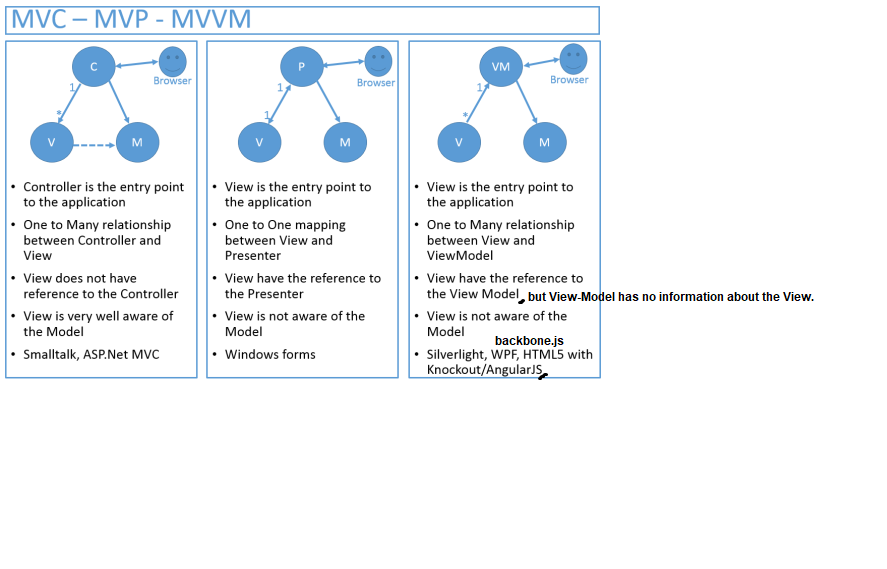 MVC – MVP - MVVM
C
Browser
1
*
V
M
• Controller is the entry point
to the application
• One to Many relationship
between Controller and
View
• View does not have
reference to the Controller
• View is very well aware of
the Model
• Smalltalk, ASP.Net MVC
P
Browser
1
1
V
M
• View is the entry point to
the application
• One to One mapping
between View and
Presenter
• View have the reference to
the Presenter
• View is not aware of the
Model
• Windows forms
VM
Browser
1
*
V
M
• View is the entry point to
the application
• One to Many relationship
between View and
ViewModel
• View have the reference to
the View Model, but View-Model has no information about the View.
• View is not aware of the
Model
backbone.js
• Silverlight, WPF, HTML5 with
Knockout/AngularJS,